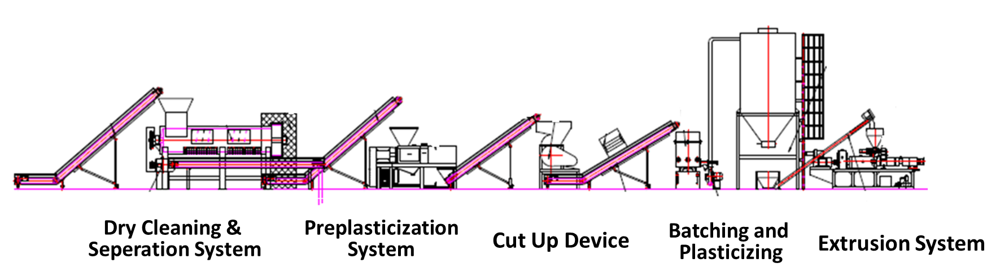 Dry Cleaning &
Seperation System
Preplasticization
System
Cut Up Device
Batching and
Plasticizing
Extrusion System